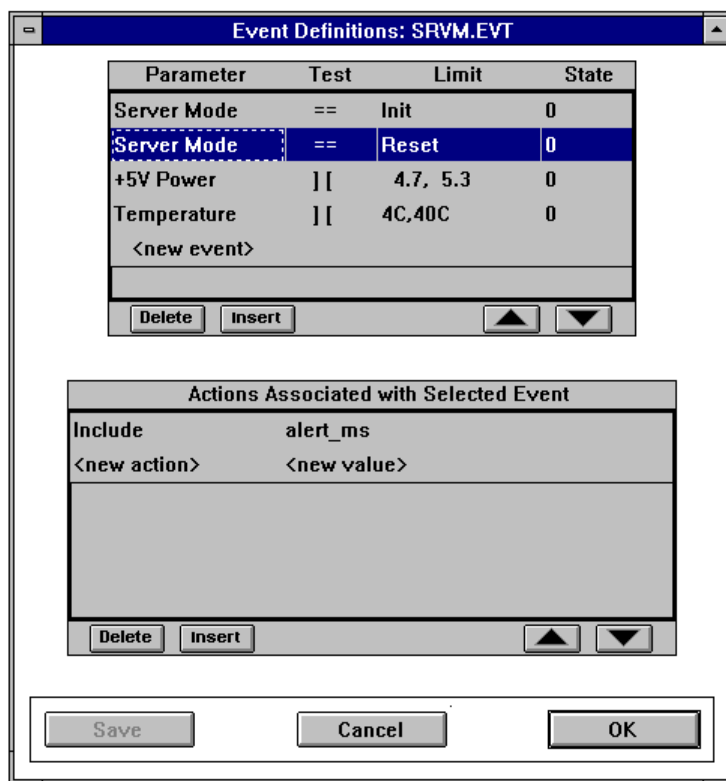 Event Definitions: SRVM.EVT
Parameter Test Limit State
Server Mode == Init 0
Server Mode == Reset 0
+5V Power ] [ 4.7, 5.3 0
Temperature ] [ 4C,40C 0
<new event>
Delete Insert
Actions Associated with Selected Event
Include alert_ms
<new action> <new value>
Delete Insert
Save Cancel OK